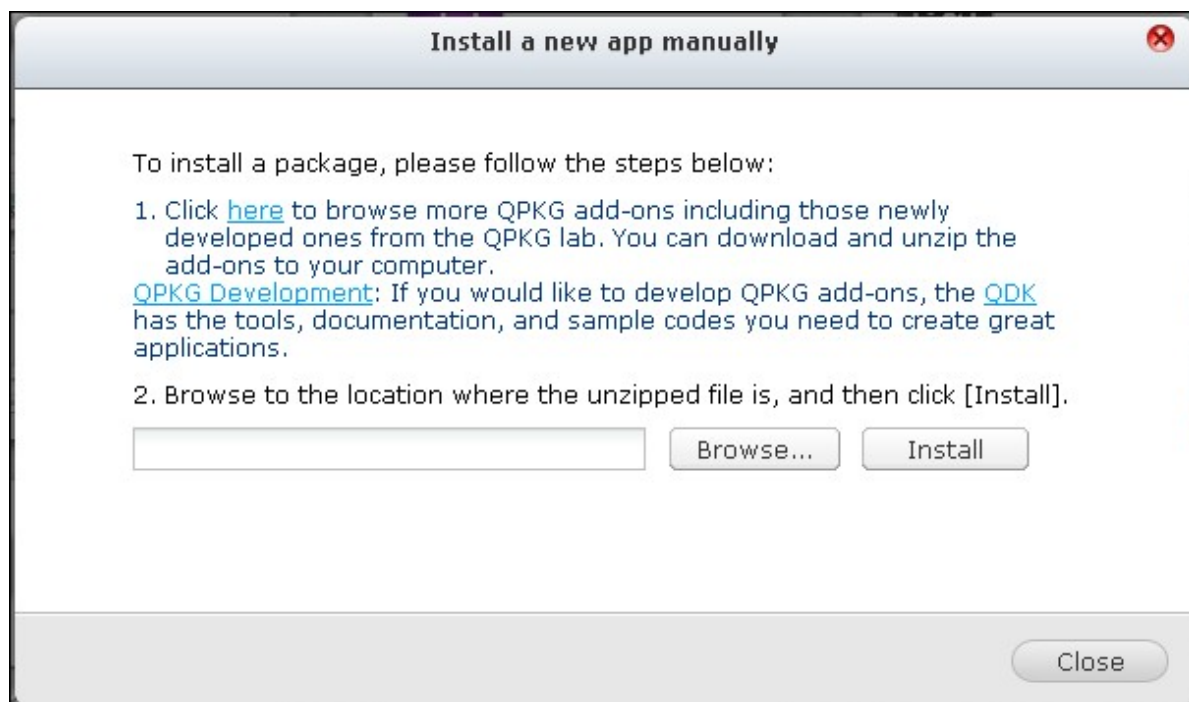 Install a new app manually
To install a package, please follow the steps below:
1. Click here to browse more QPKG add-ons including those newly
developed ones from the QPKG lab. You can download and unzip the
add-ons to your computer.
QPKG Development: If you would like to develop QPKG add-ons, the QDK
has the tools, documentation, and sample codes you need to create great
applications.
2. Browse to the location where the unzipped file is, and then click [Install].
Browse... Install
Close